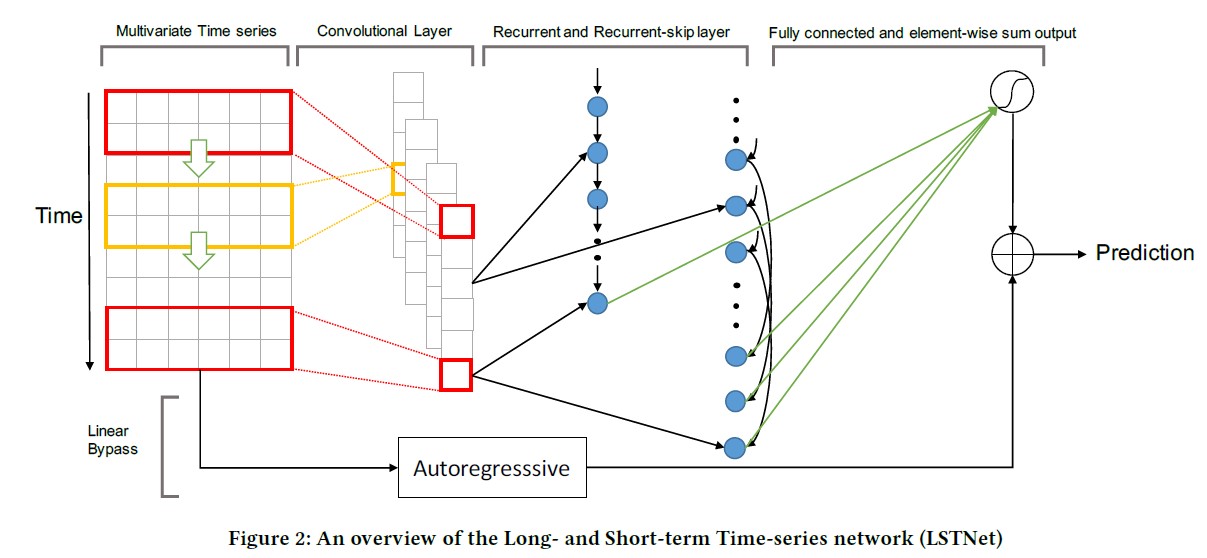 Multivariate Time series
Convolutional Layer
Recurrent and Recurrent-skip layer
Fully connected and element-wise sum output
Time
Prediction
Linear
Bypass
Autoregresssive
Figure 2: An overview of the Long- and Short-term Time-series network (LSTNet)